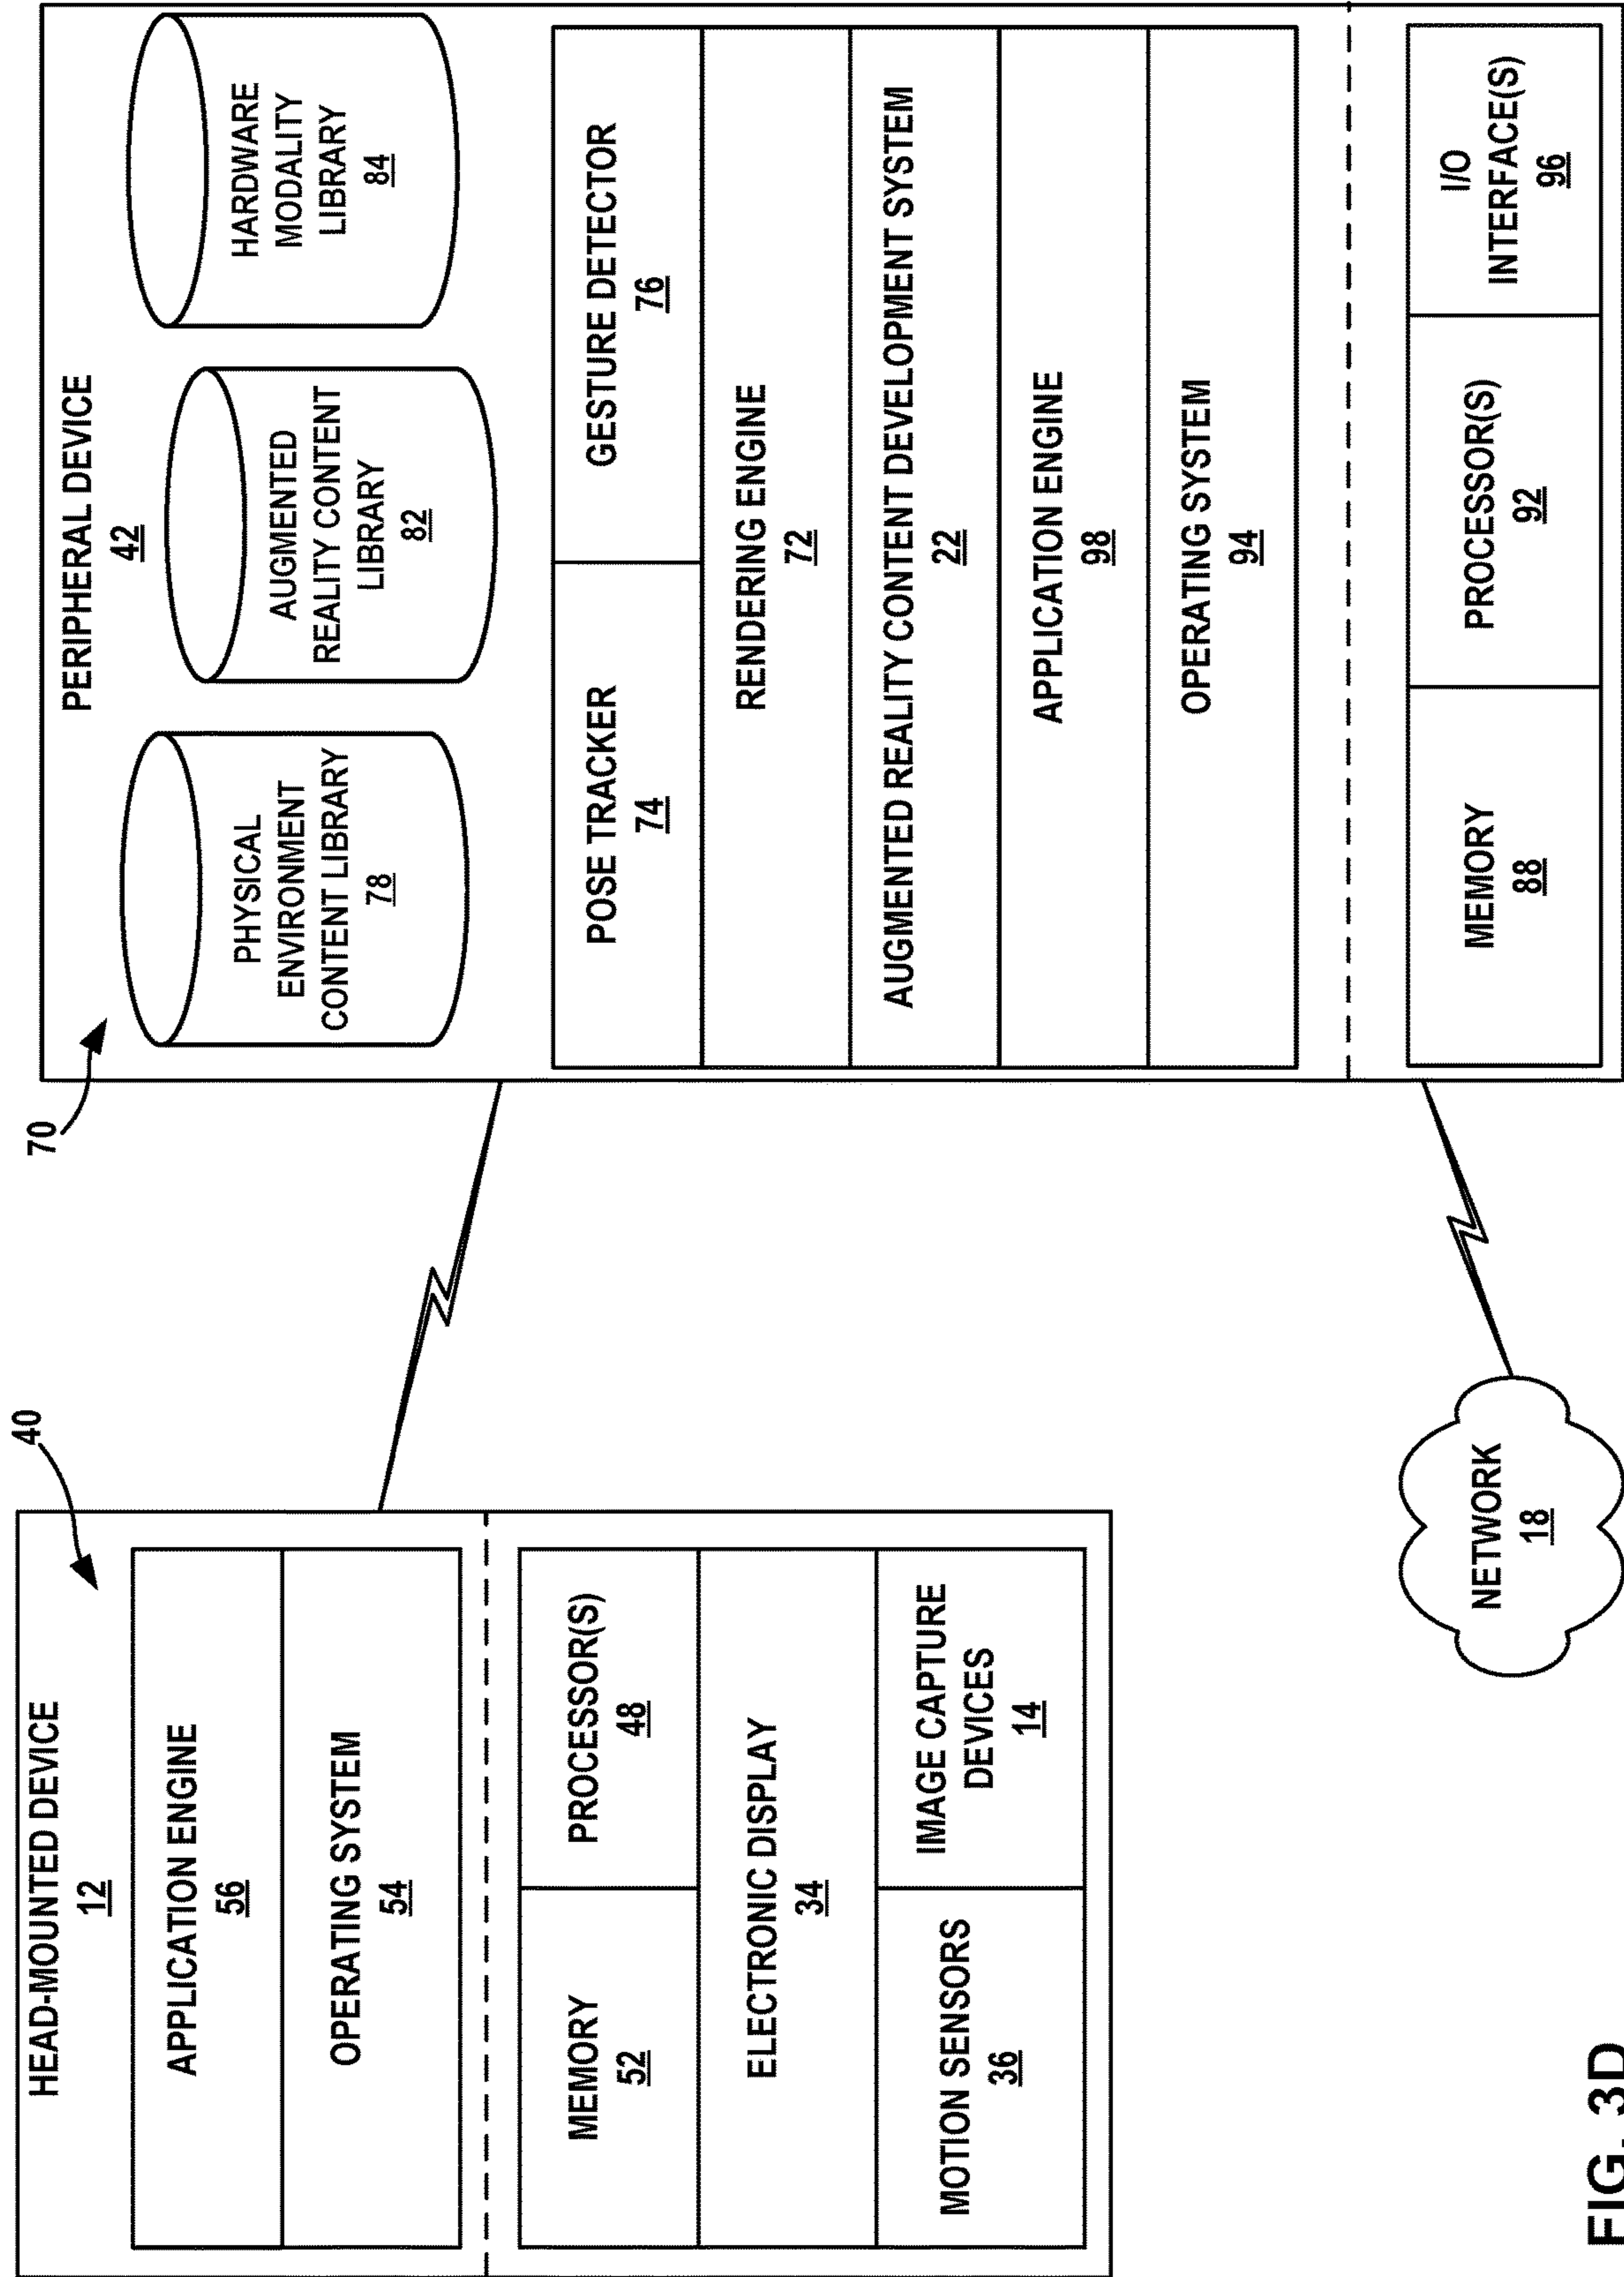 40
HEAD-MOUNTED DEVICE
12
APPLICATION ENGINE
56
OPERATING SYSTEM
54
MEMORY
52
PROCESSOR(S)
48
ELECTRONIC DISPLAY
34
MOTION SENSORS
36
IMAGE CAPTURE
DEVICES
14
70
PERIPHERAL DEVICE
42
PHYSICAL
ENVIRONMENT
CONTENT LIBRARY
78
AUGMENTED
REALITY CONTENT
LIBRARY
82
HARDWARE
MODALITY
LIBRARY
84
POSE TRACKER
74
GESTURE DETECTOR
76
RENDERING ENGINE
72
AUGMENTED REALITY CONTENT DEVELOPMENT SYSTEM
22
APPLICATION ENGINE
98
OPERATING SYSTEM
94
MEMORY
88
PROCESSOR(S)
92
I/O
INTERFACE(S)
96
NETWORK
18
FIG. 3D